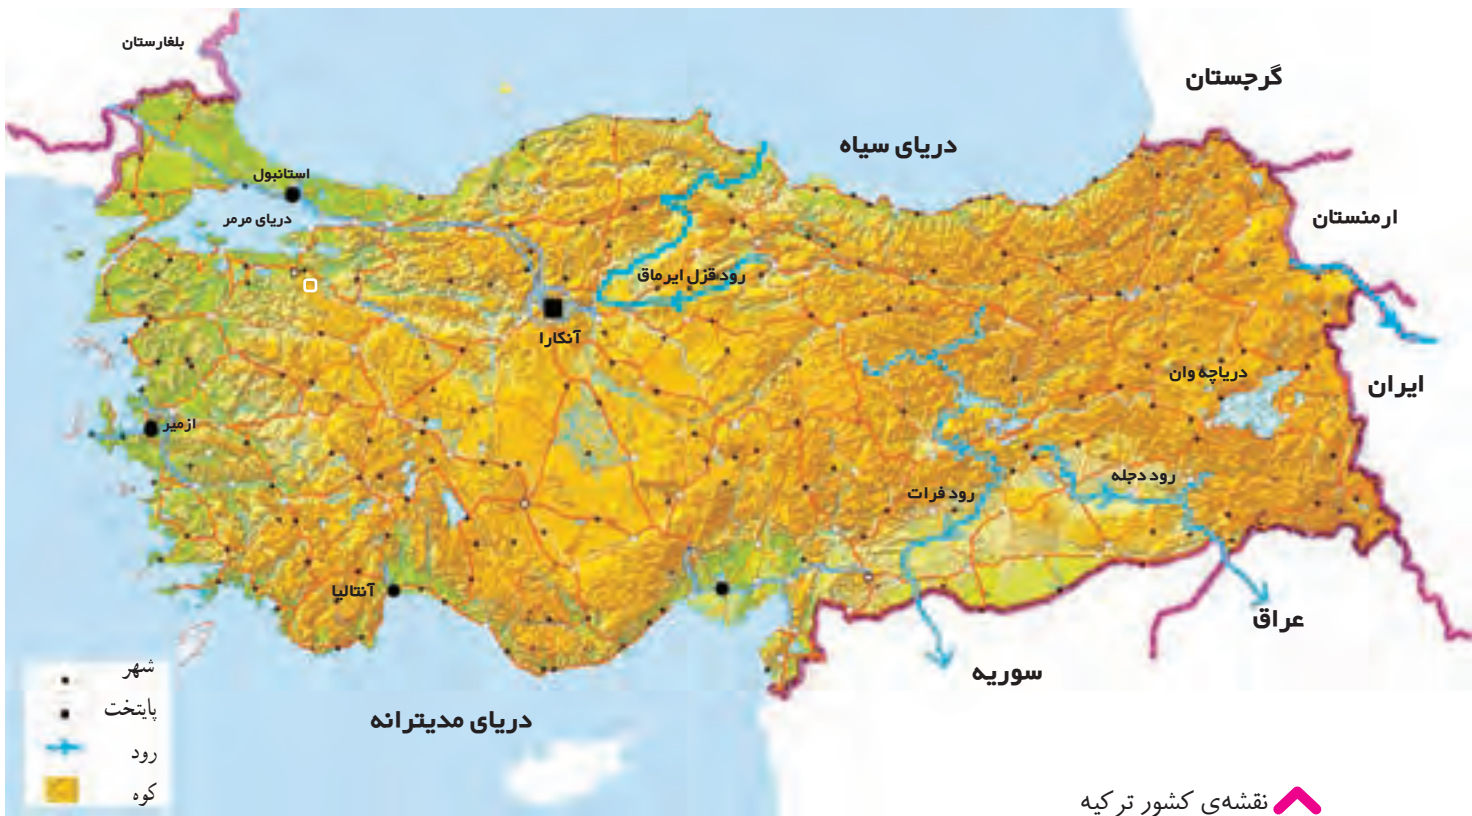 بلغارستان
گرجستان
دریای سیاه
استانبول
ارمنستان
دریای مرمر
رود قزل ایرماق
آنکارا
دریاچه وان
ایران
ازمیر
رود دجله
رود فرات
آنتالیا
عراق
سوریه
دریای مدیترانه
شهر
پایتخت
رود
کوه
نقشه‌ی کشور ترکیه